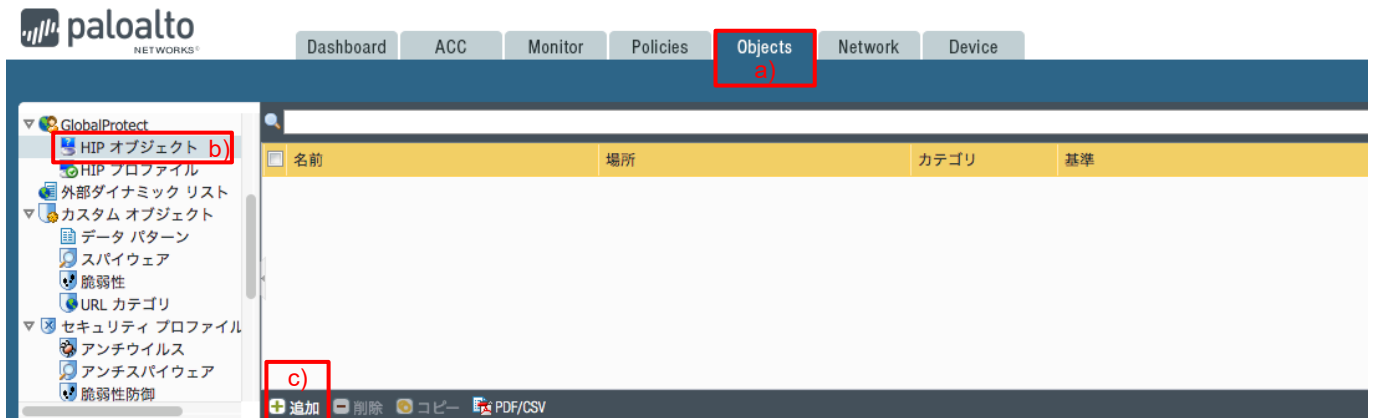 paloalto
NETWORKS®
Dashboard ACC Monitor Policies Objects Network Device
a)
GlobalProtect
HIP オブジェクト b)
HIP プロファイル
外部ダイナミック リスト
カスタム オブジェクト
データ パターン
スパイウェア
脆弱性
URL カテゴリ
セキュリティ プロファイル
アンチウイルス
アンチスパイウェア
脆弱性防御
名前 場所 カテゴリ 基準
c)
追加 削除 コピー PDF/CSV